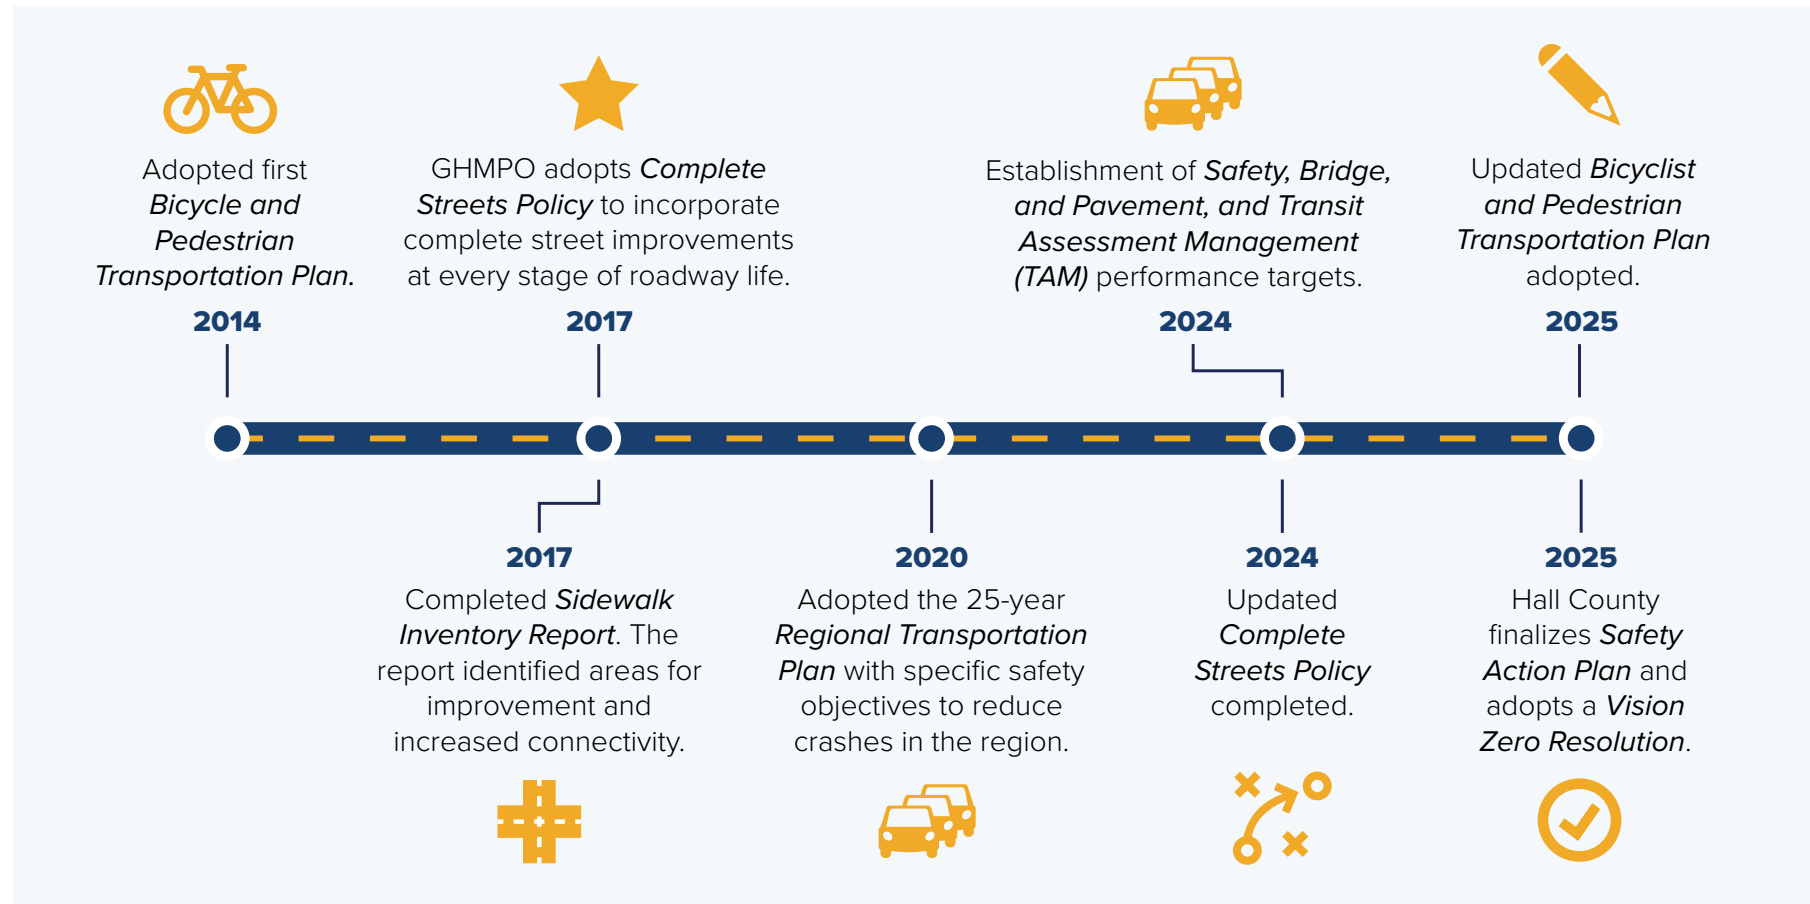 Adopted first
Bicycle and
Pedestrian
Transportation Plan.
2014
GHMPO adopts Complete
Streets Policy to incorporate
complete street improvements
at every stage of roadway life.
2017
Establishment of Safety, Bridge,
and Pavement, and Transit
Assessment Management
(TAM) performance targets.
2024
Updated Bicyclist
and Pedestrian
Transportation Plan
adopted.
2025
2017
Completed Sidewalk
Inventory Report. The
report identified areas for
improvement and
increased connectivity.
2020
Adopted the 25-year
Regional Transportation
Plan with specific safety
objectives to reduce
crashes in the region.
2024
Updated
Complete
Streets Policy
completed.
2025
Hall County
finalizes Safety
Action Plan and
adopts a Vision
Zero Resolution.